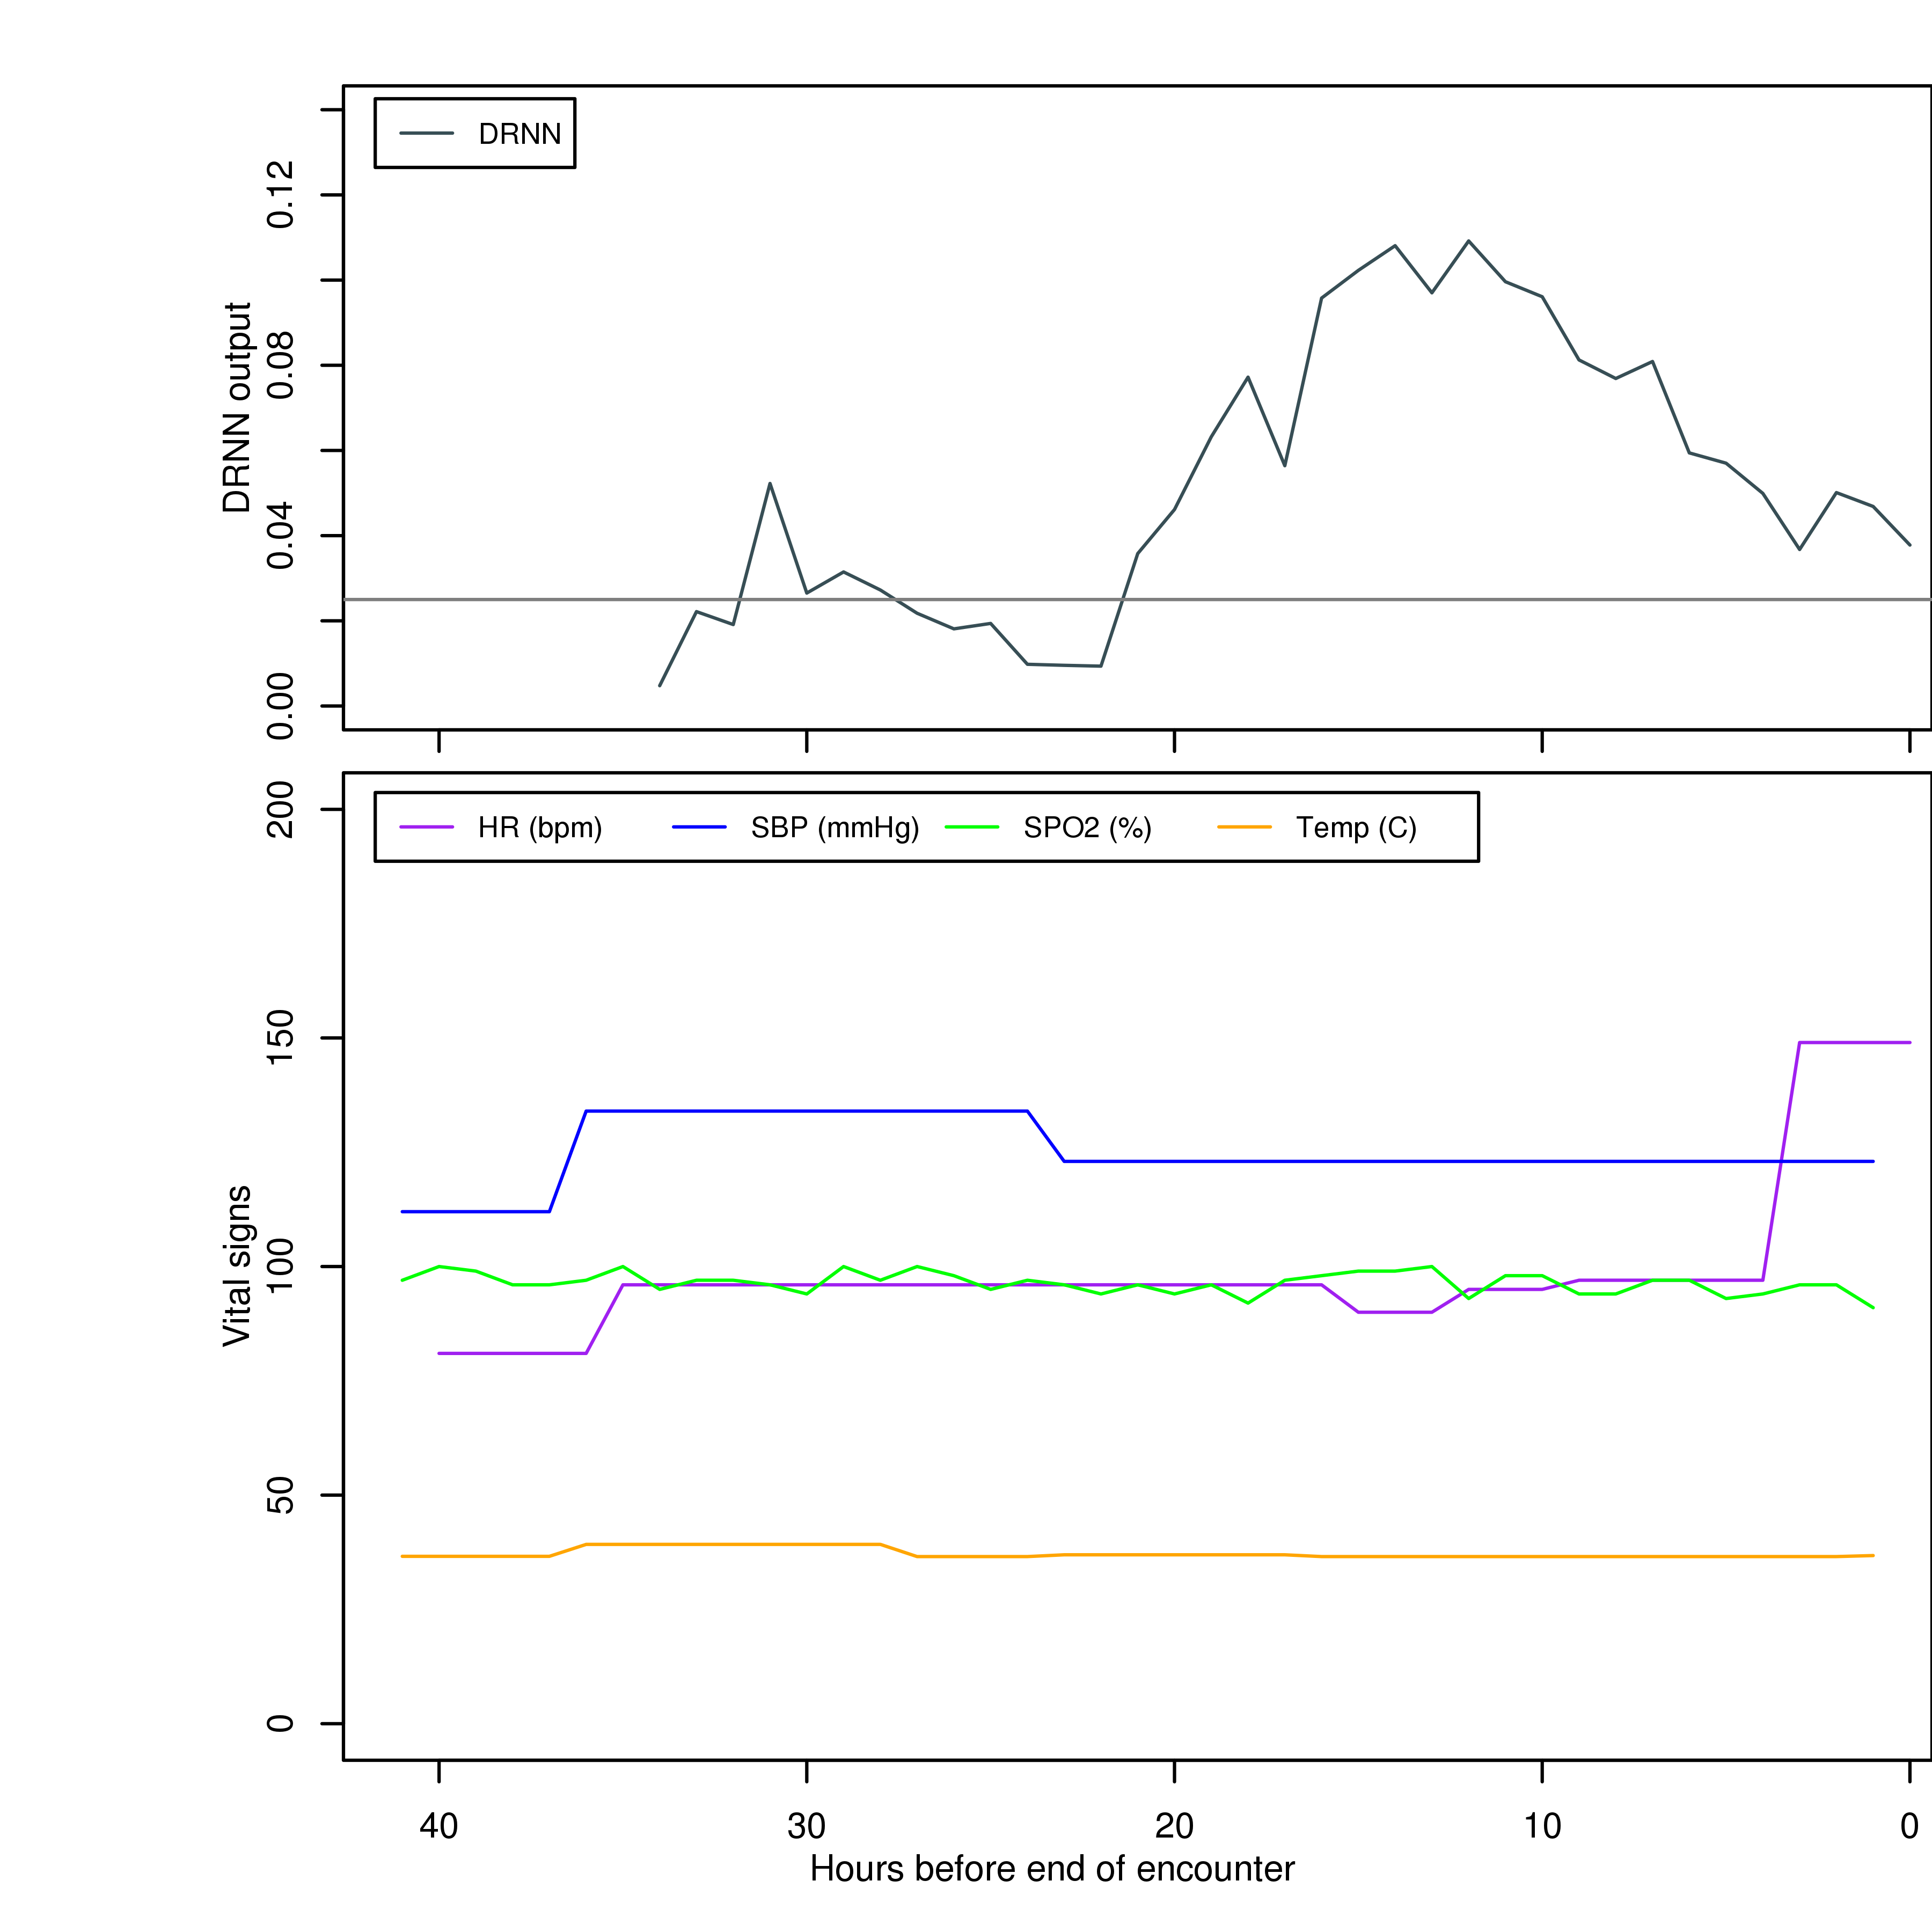 DRNN
DRNN output
0.12
0.08
0.04
0.00
HR (bpm) SBP (mmHg) SPO2 (%) Temp (C)
Vital signs
200
150
100
50
0
40 30 20 10 0
Hours before end of encounter